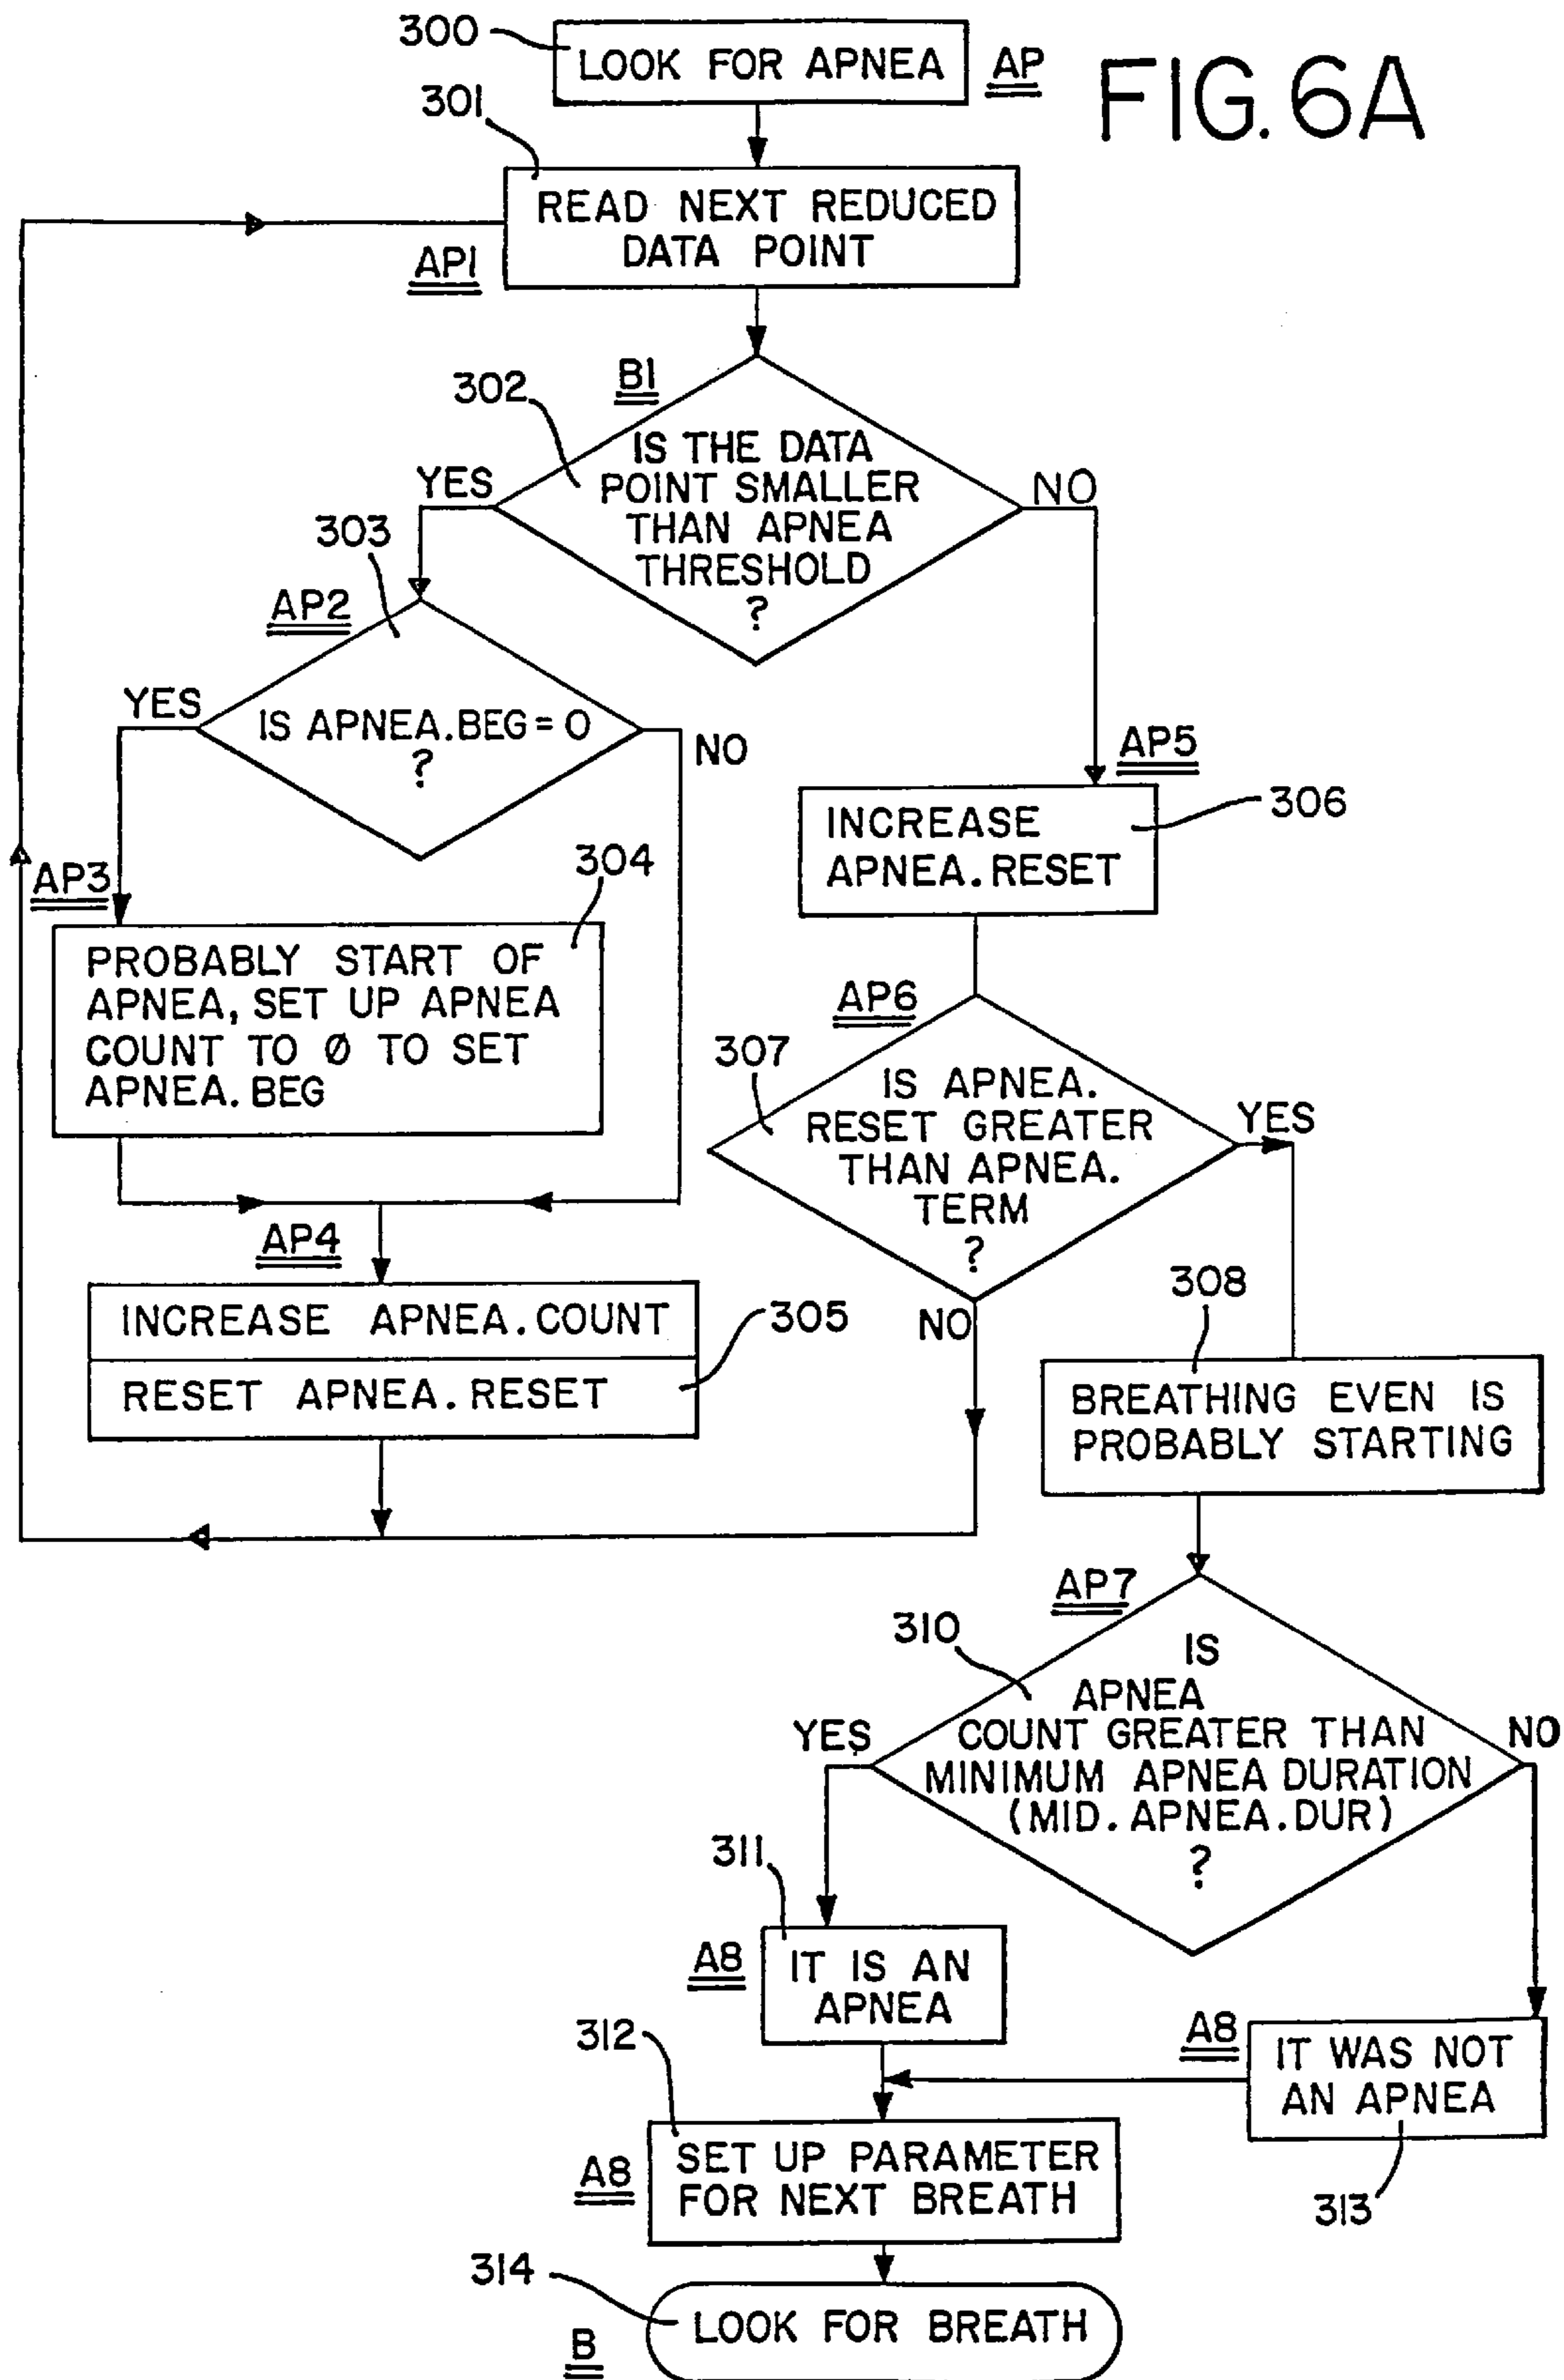 300
LOOK FOR APNEA
AP
FIG. 6A
301
READ NEXT REDUCED
DATA POINT
AP1
302
B1
IS THE DATA
POINT SMALLER
THAN APNEA
THRESHOLD
?
YES
NO
303
AP2
IS APNEA.BEG = 0
?
YES
NO
AP5
INCREASE
APNEA.RESET
306
AP3
304
PROBABLY START OF
APNEA, SET UP APNEA
COUNT TO Ø TO SET
APNEA.BEG
AP6
307
IS APNEA.
RESET GREATER
THAN APNEA.
TERM
?
YES
NO
AP4
INCREASE APNEA.COUNT
RESET APNEA.RESET
305
308
BREATHING EVEN IS
PROBABLY STARTING
AP7
310
IS
APNEA
COUNT GREATER THAN
MINIMUM APNEA DURATION
(MID.APNEA.DUR)
?
YES
NO
311
A8
IT IS AN
APNEA
A8
IT WAS NOT
AN APNEA
313
312
A8
SET UP PARAMETER
FOR NEXT BREATH
314
LOOK FOR BREATH
B